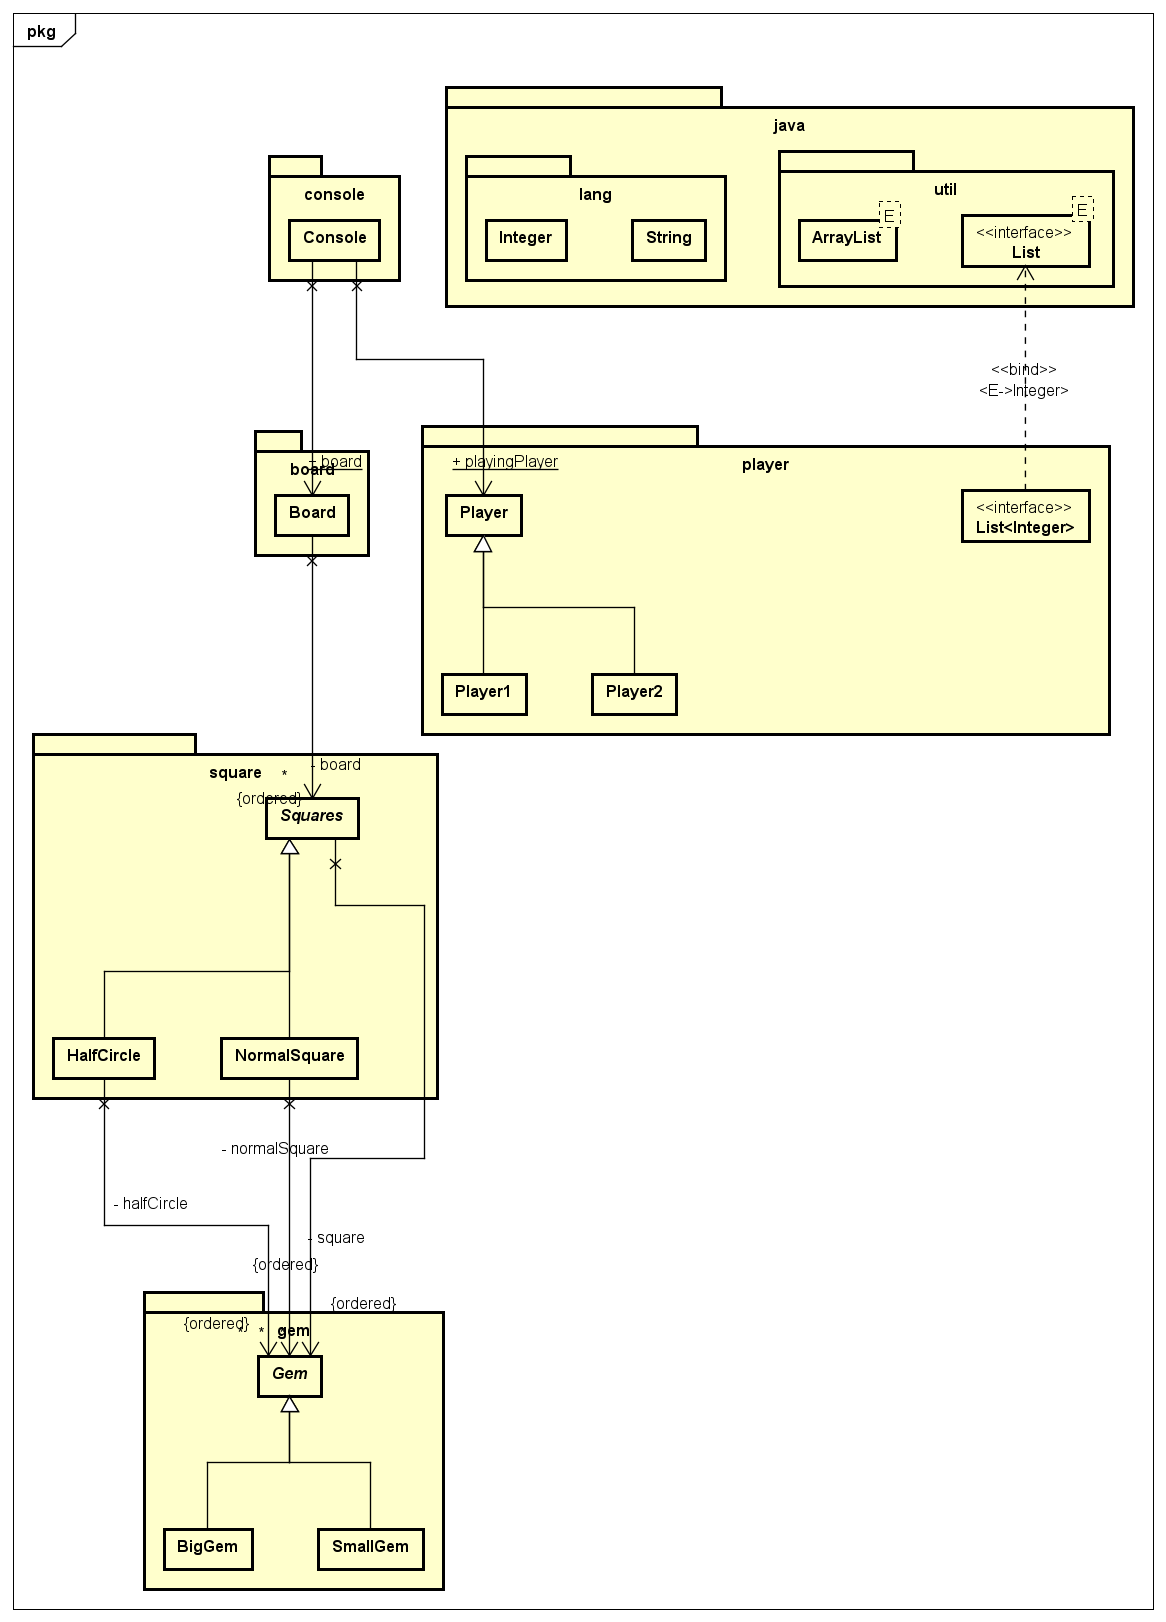 pkg
java
console
lang
util
Console
Integer
String
ArrayList
E
<<interface>>
List
E
<<bind>>
<E->Integer>
board
+ board
Board
+ playingPlayer
player
Player
<<interface>>
List<Integer>
Player1
Player2
square
*
- board
{ordered}
Squares
HalfCircle
NormalSquare
- normalSquare
- halfCircle
- square
{ordered}
{ordered}
{ordered}
*
*
gem
Gem
BigGem
SmallGem